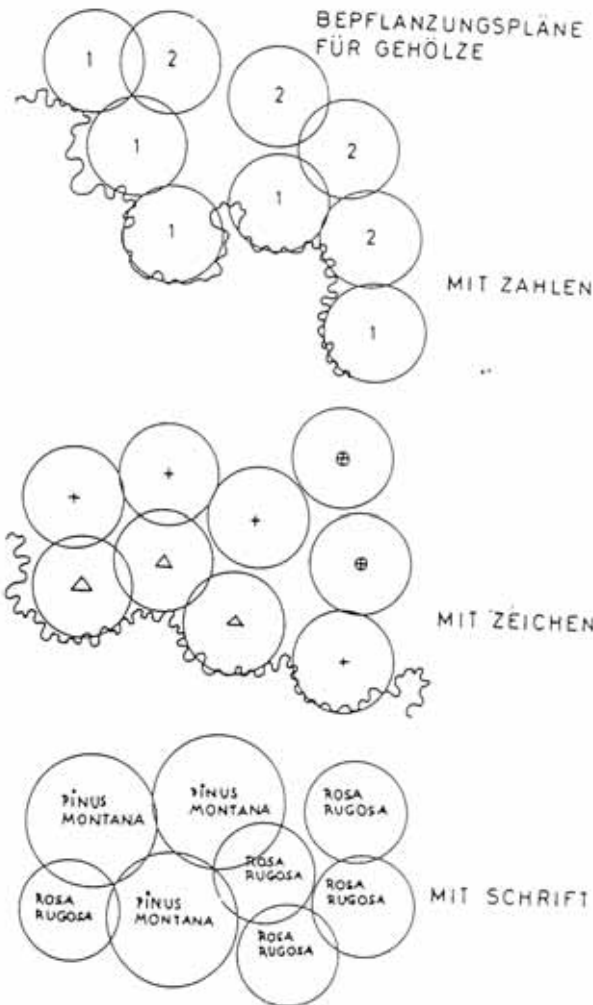 BEPFLANZUNGSPLÄNE
FÜR GEHÖLZE
1 2
2
1
2
1
1
2
MIT ZAHLEN
1
⊕
+
+
+
△
△
⊕
△
MIT ZEICHEN
+
PINUS
MONTANA
PINUS
MONTANA
ROSA
RUGOSA
ROSA
RUGOSA
ROSA
RUGOSA
PINUS
MONTANA
ROSA
RUGOSA
MIT SCHRIFT
ROSA
RUGOSA